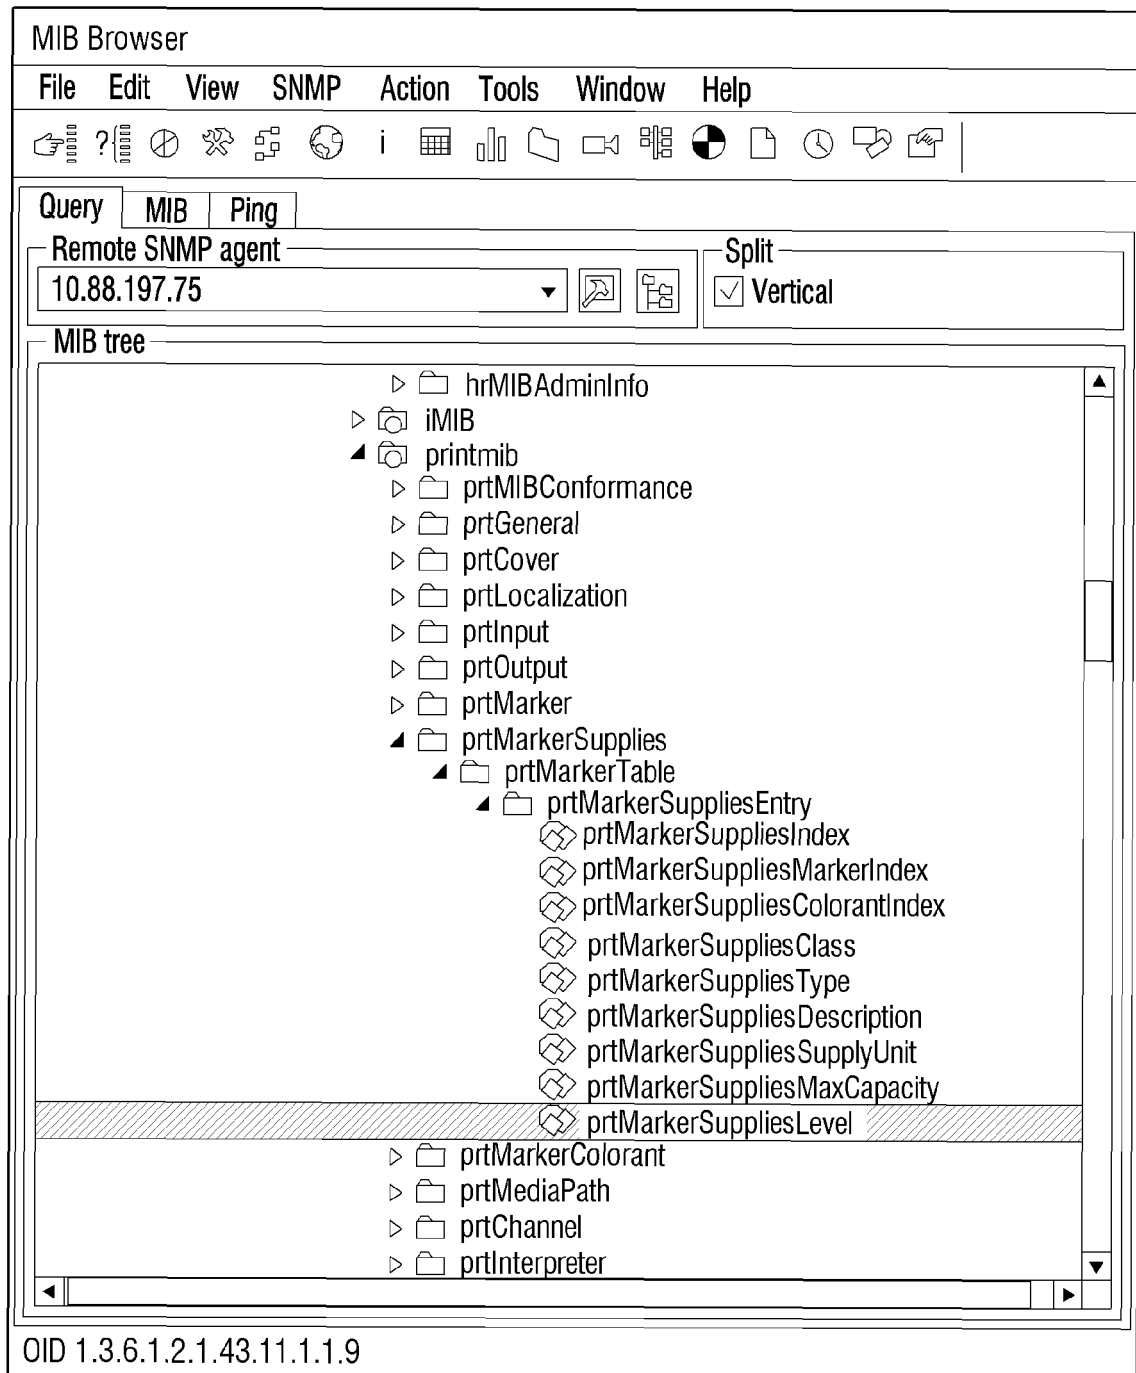 MIB Browser
File Edit View SNMP Action Tools Window Help
Query MIB Ping
Remote SNMP agent Split
10.88.197.75 Vertical
MIB tree
hrMIBAdminInfo
iMIB
printmib
prtMIBConformance
prtGeneral
prtCover
prtLocalization
prtInput
prtOutput
prtMarker
prtMarkerSupplies
prtMarkerTable
prtMarkerSuppliesEntry
prtMarkerSuppliesIndex
prtMarkerSuppliesMarkerIndex
prtMarkerSuppliesColorantIndex
prtMarkerSuppliesClass
prtMarkerSuppliesType
prtMarkerSuppliesDescription
prtMarkerSuppliesSupplyUnit
prtMarkerSuppliesMaxCapacity
prtMarkerSuppliesLevel
prtMarkerColorant
prtMediaPath
prtChannel
prtInterpreter
OID 1.3.6.1.2.1.43.11.1.1.9